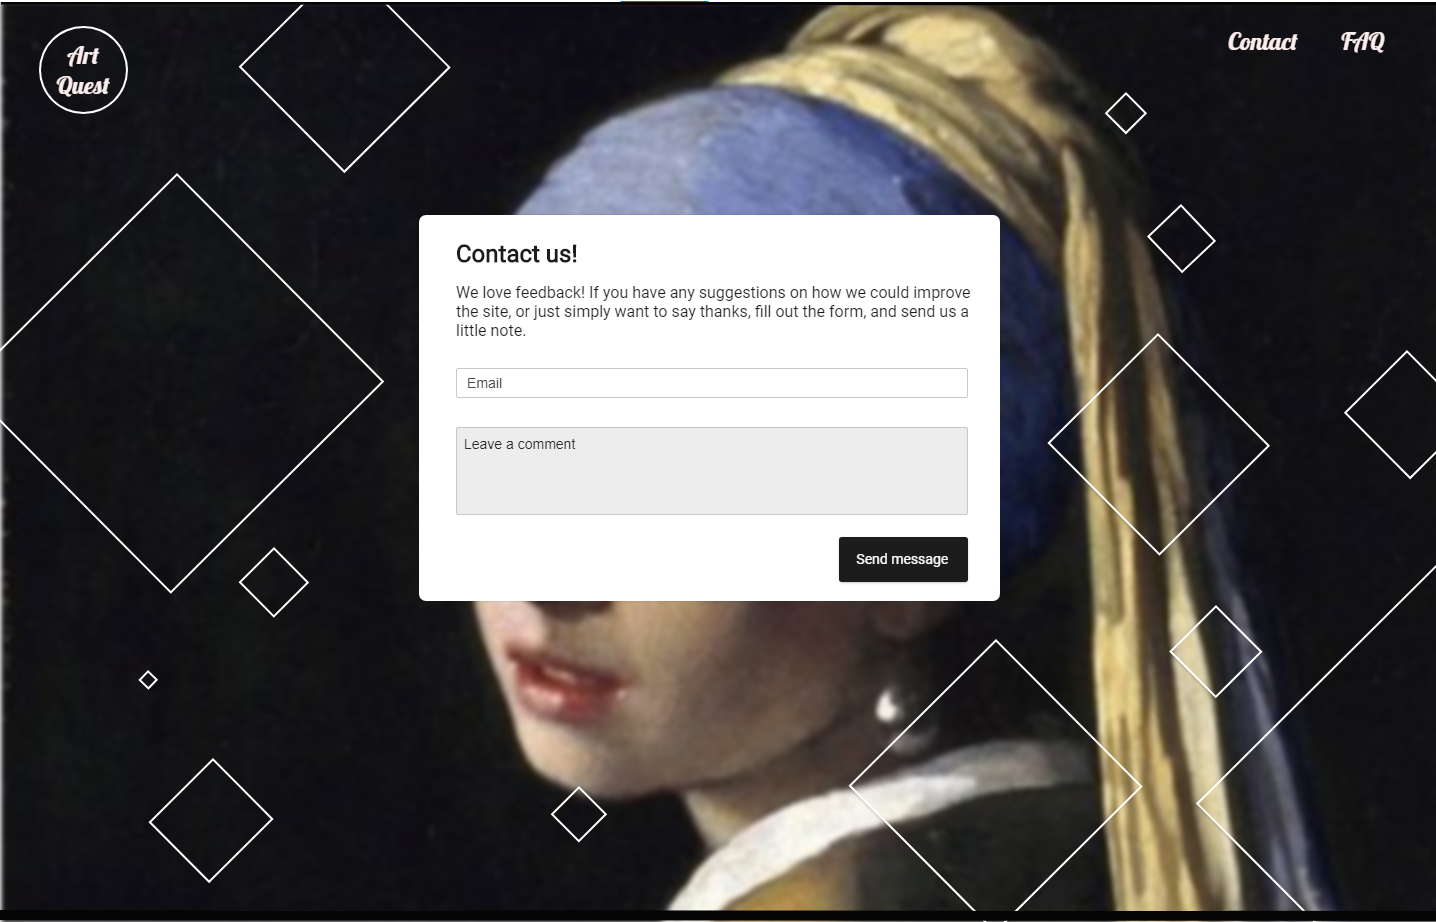 Art
Quest
Contact
FAQ
Contact us!
We love feedback! If you have any suggestions on how we could improve
the site, or just simply want to say thanks, fill out the form, and send us a
little note.
Email
Leave a comment
Send message